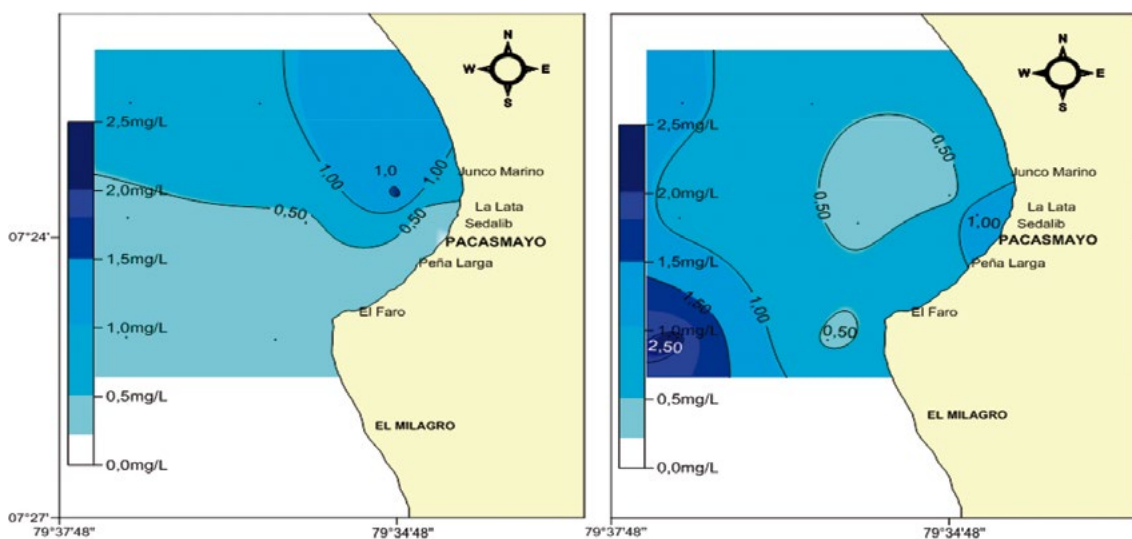 N
W E
S
2,5mg/L
2,0mg/L
1,5mg/L
1,0mg/L
0,5mg/L
0,0mg/L
1,00
1,0
1,00
0,50
0,50
Junco Marino
La Lata
Sedalib
PACASMAYO
Peña Larga
El Faro
EL MILAGRO
07°24'
07°27'
79°37'48"
79°34'48"
N
W E
S
2,5mg/L
2,0mg/L
1,5mg/L
1,0mg/L
0,5mg/L
0,0mg/L
0,50
0,50
1,00
1,50
1,00
2,50
0,50
Junco Marino
La Lata
Sedalib
PACASMAYO
Peña Larga
El Faro
EL MILAGRO
79°37'48"
79°34'48"